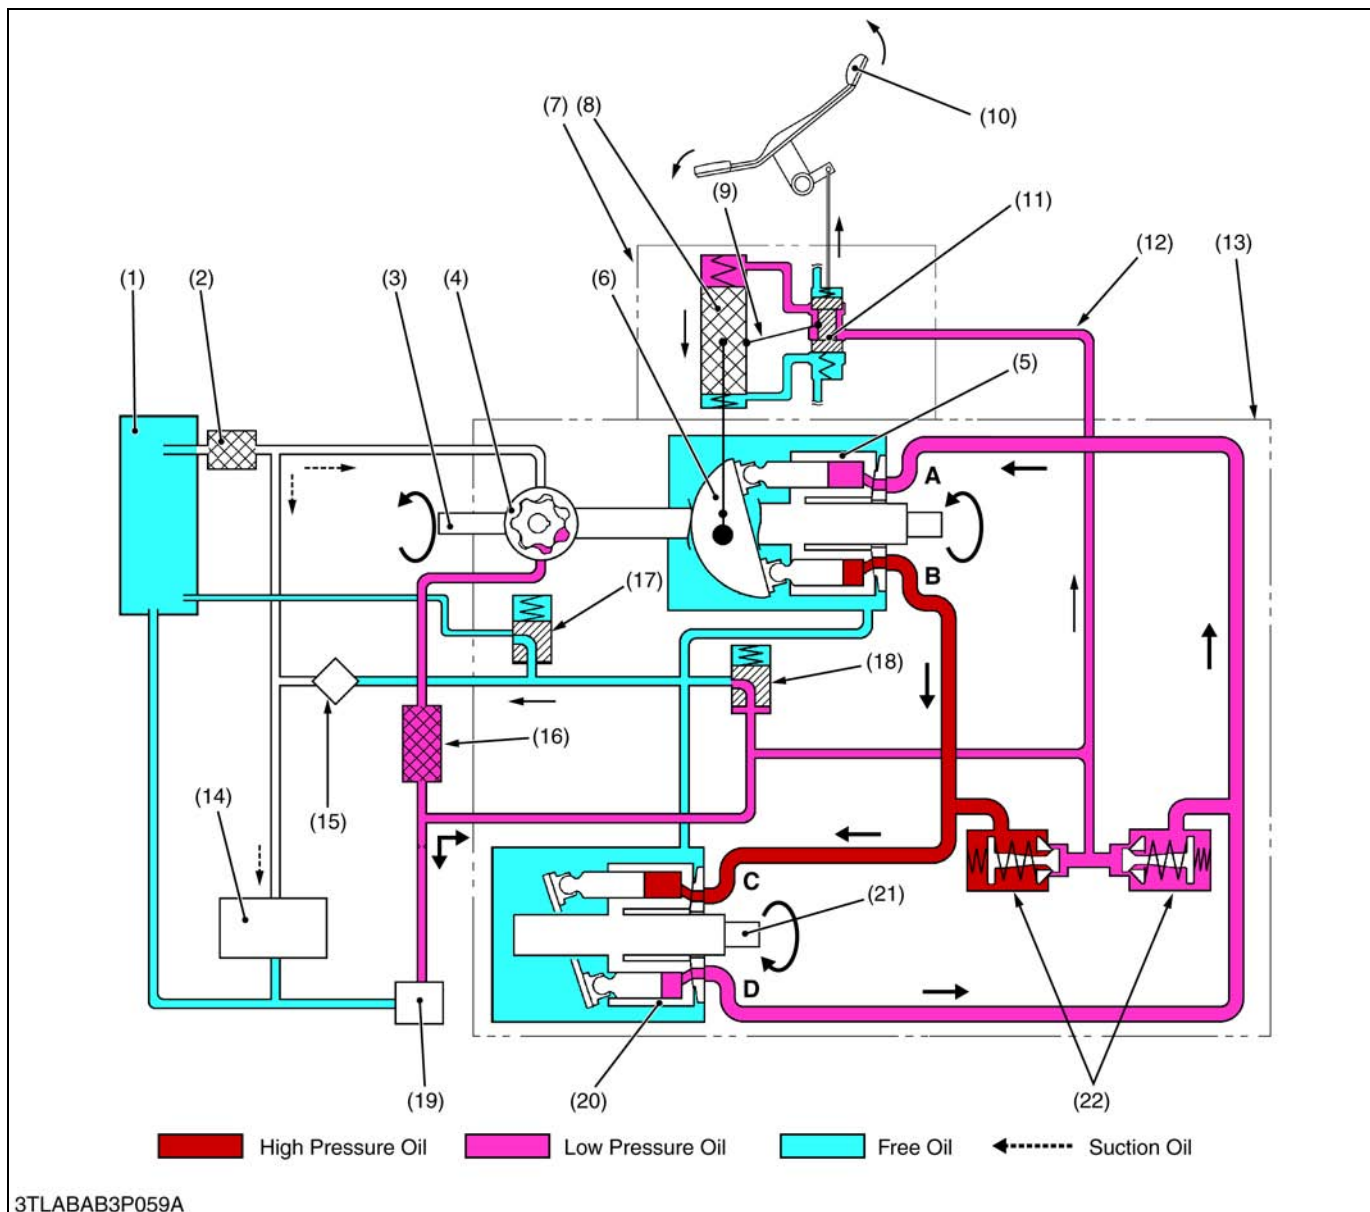 (10)
(7) (8)
(9)
(11)
(1)
(2)
(3)
(4)
(6)
(12)
(13)
(5)
A
B
(17)
(18)
(16)
(14)
(15)
C
(21)
D
(19)
(20)
(22)
High Pressure Oil
Low Pressure Oil
Free Oil
Suction Oil
3TLABAB3P059A